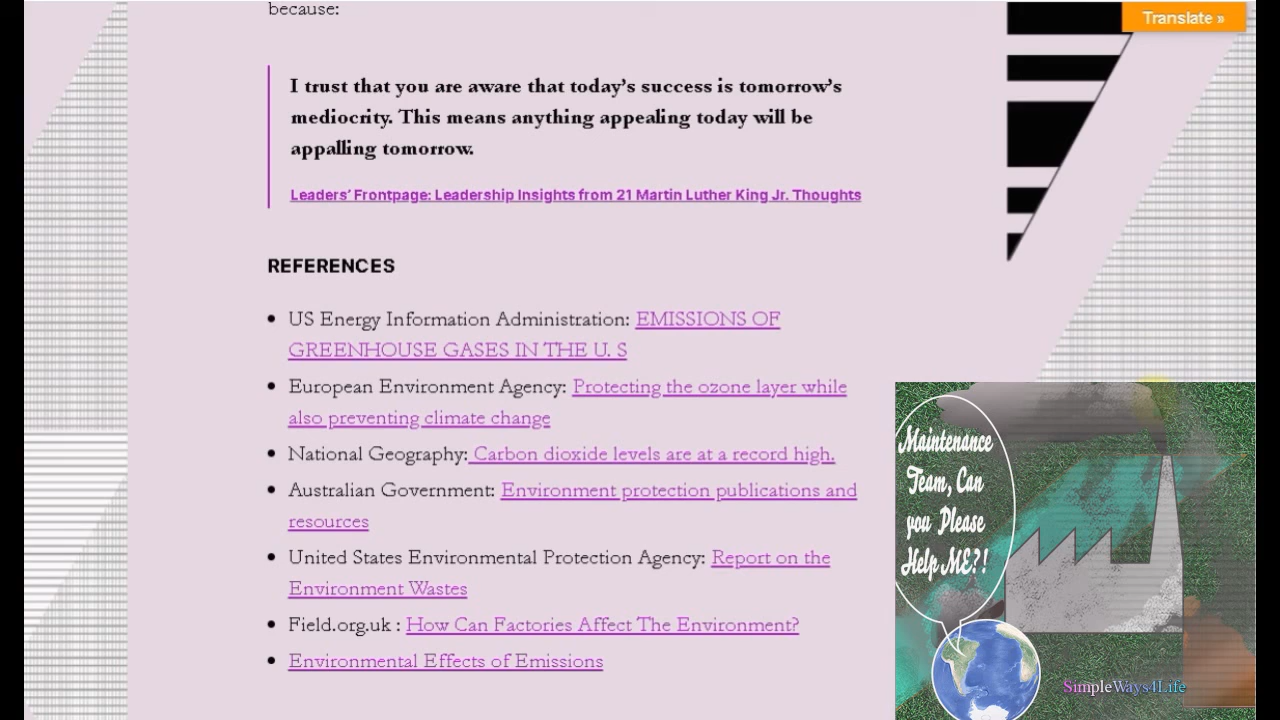 because:
Translate »
I trust that you are aware that today’s success is tomorrow’s
mediocrity. This means anything appealing today will be
appalling tomorrow.
Leaders’ Frontpage: Leadership Insights from 21 Martin Luther King Jr. Thoughts
REFERENCES
US Energy Information Administration: EMISSIONS OF
GREENHOUSE GASES IN THE U. S
European Environment Agency: Protecting the ozone layer while
also preventing climate change
National Geography: Carbon dioxide levels are at a record high.
Australian Government: Environment protection publications and
resources
United States Environmental Protection Agency: Report on the
Environment Wastes
Field.org.uk : How Can Factories Affect The Environment?
Environmental Effects of Emissions
Maintenance
Team, Can
you Please
Help ME?!
SimpleWays4Life